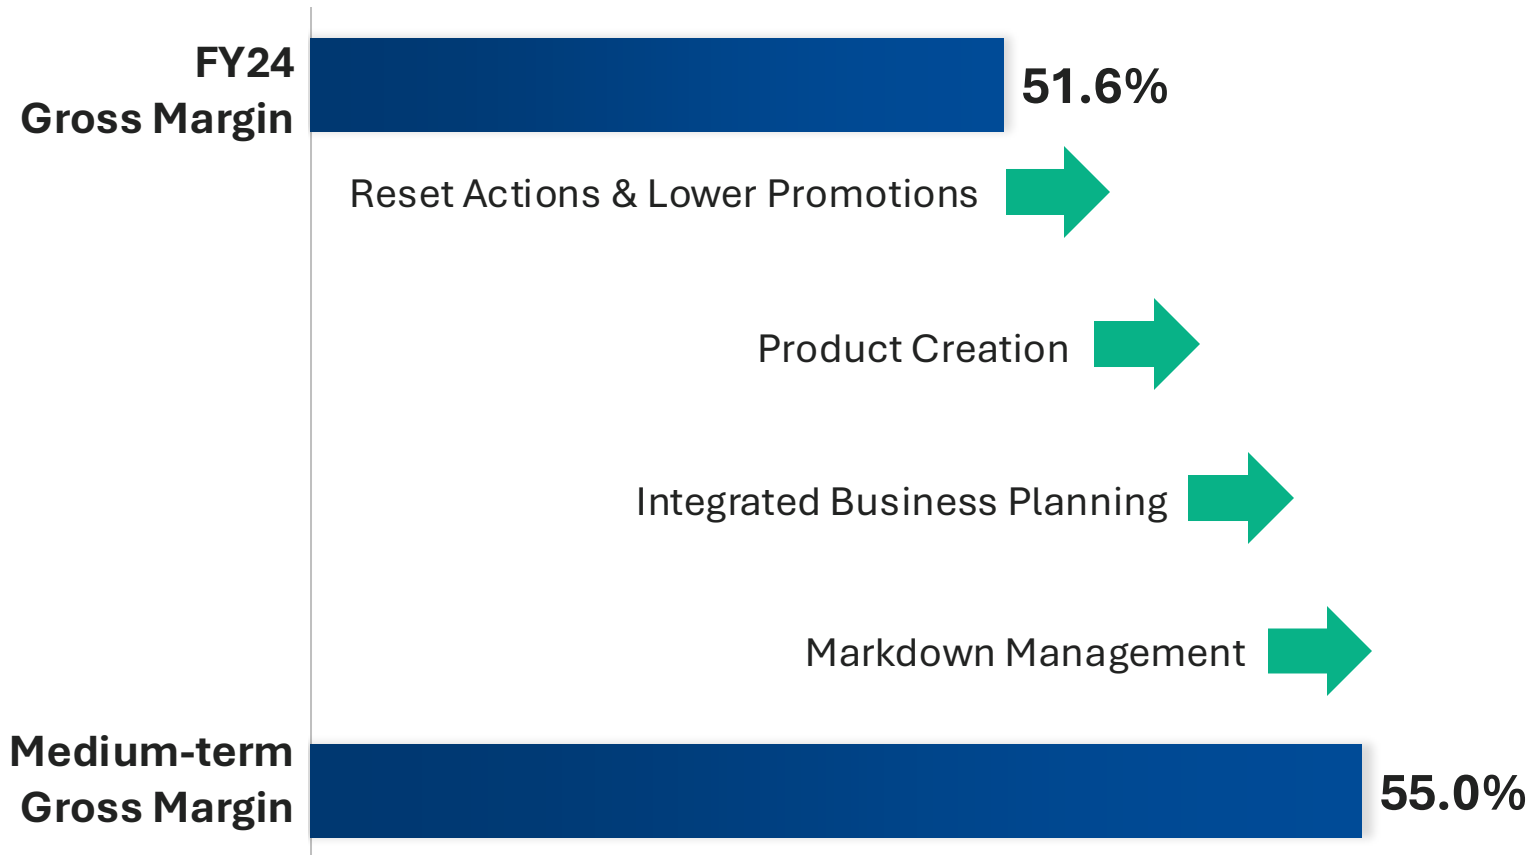 FY24
Gross Margin
51.6%
Reset Actions & Lower Promotions
Product Creation
Integrated Business Planning
Markdown Management
Medium-term
Gross Margin
55.0%